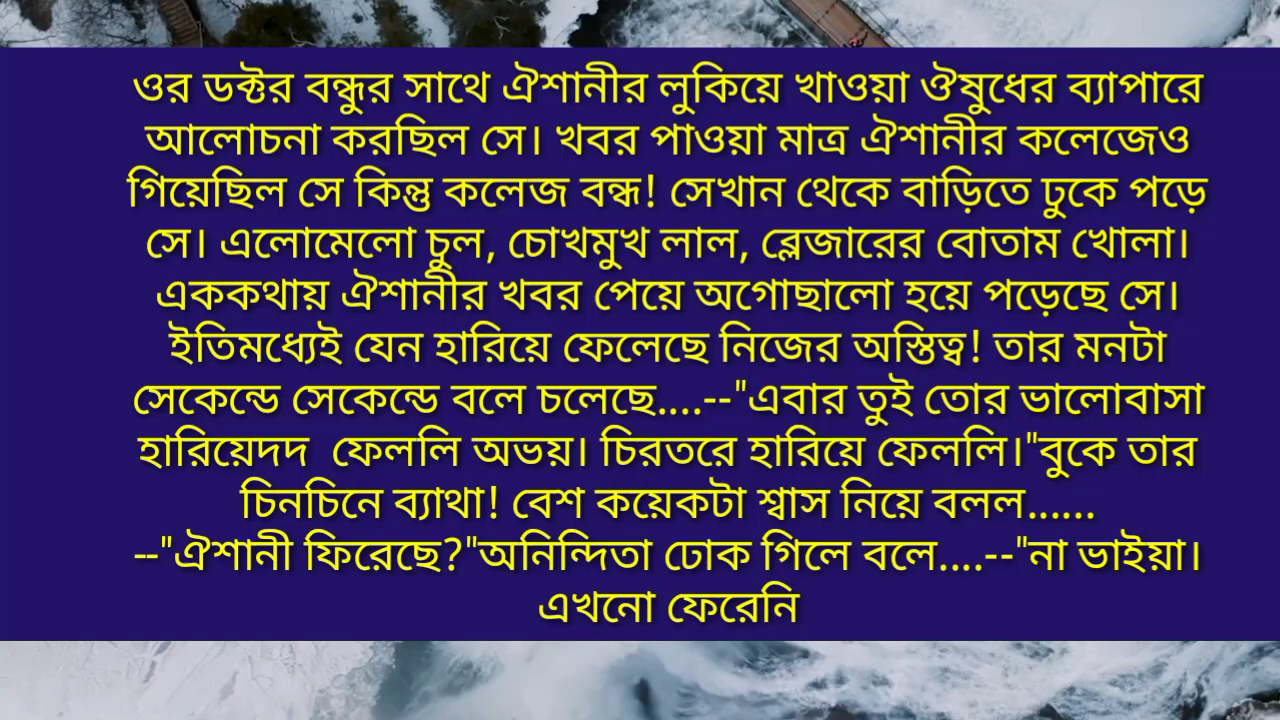 ওর ডক্টর বন্ধুর সাথে ঐশানীর লুকিয়ে খাওয়া ঔষুধের ব্যাপারে
আলোচনা করছিল সে। খবর পাওয়া মাত্র ঐশানীর কলেজেও
গিয়েছিল সে কিন্তু কলেজ বন্ধ! সেখান থেকে বাড়িতে ঢুকে পড়ে
সে। এলোমেলো চুল, চোখমুখ লাল, ব্লেজারের বোতাম খোলা।
এককথায় ঐশানীর খবর পেয়ে অগোছালো হয়ে পড়েছে সে।
ইতিমধ্যেই যেন হারিয়ে ফেলেছে নিজের অস্তিত্ব! তার মনটা
সেকেন্ডে সেকেন্ডে বলে চলেছে....--"এবার তুই তোর ভালোবাসা
হারিয়েদদ  ফেললি অভয়। চিরতরে হারিয়ে ফেললি।"বুকে তার
চিনচিনে ব্যাথা! বেশ কয়েকটা শ্বাস নিয়ে বলল......
--"ঐশানী ফিরেছে?"অনিন্দিতা ঢোক গিলে বলে....--"না ভাইয়া।
এখনো ফেরেনি